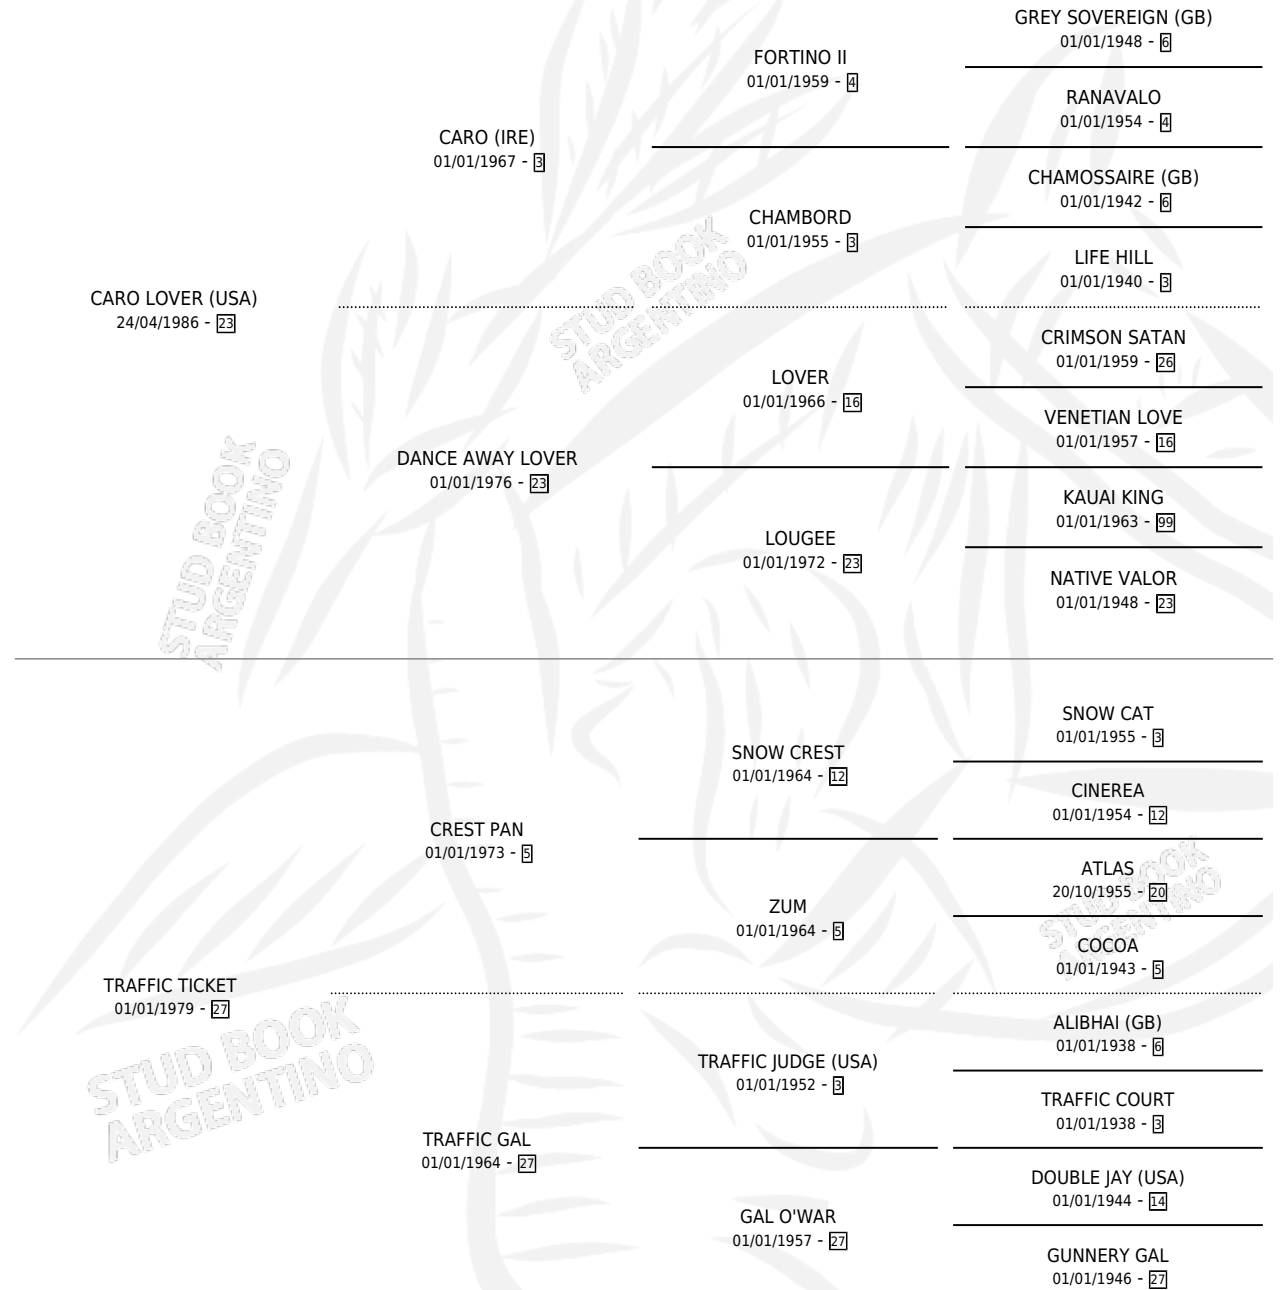 GREY SOVEREIGN (GB)
01/01/1948 - 6
FORTINO II
01/01/1959 - 4
RANAVALO
01/01/1954 - 4
CARO (IRE)
01/01/1967 - 3
CHAMOSSAIRE (GB)
01/01/1942 - 6
CHAMBORD
01/01/1955 - 3
LIFE HILL
01/01/1940 - 3
CARO LOVER (USA)
24/04/1986 - 23
STUD BOOK
ARGENTINO
CRIMSON SATAN
01/01/1959 - 26
LOVER
01/01/1966 - 16
VENETIAN LOVE
01/01/1957 - 16
DANCE AWAY LOVER
01/01/1976 - 23
KAUAI KING
01/01/1963 - 99
LOUGEE
01/01/1972 - 23
NATIVE VALOR
01/01/1948 - 23
STUD BOOK
ARGENTINO
SNOW CAT
01/01/1955 - 3
SNOW CREST
01/01/1964 - 12
CINEREA
01/01/1954 - 12
CREST PAN
01/01/1973 - 5
ATLAS
20/10/1955 - 20
ZUM
01/01/1964 - 5
COCOA
01/01/1943 - 5
STUD BOOK
ARGENTINO
TRAFFIC TICKET
01/01/1979 - 27
ALIBHAI (GB)
01/01/1938 - 6
TRAFFIC JUDGE (USA)
01/01/1952 - 3
TRAFFIC COURT
01/01/1938 - 3
STUD BOOK
ARGENTINO
TRAFFIC GAL
01/01/1964 - 27
DOUBLE JAY (USA)
01/01/1944 - 14
GAL O'WAR
01/01/1957 - 27
GUNNERY GAL
01/01/1946 - 27